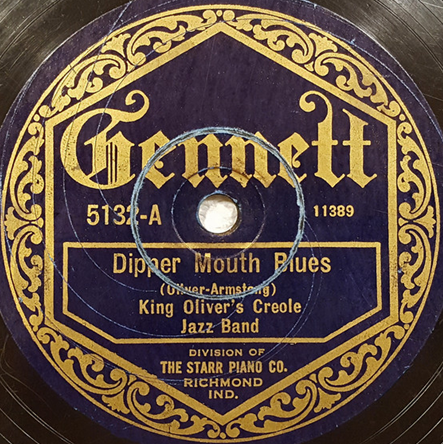 Gennett
5132-A 11389
Dipper Mouth Blues
(Oliver-Armstong)
King Oliver's Creole
Jazz Band
DIVISION OF
THE STARR PIANO CO.
RICHMOND
IND.